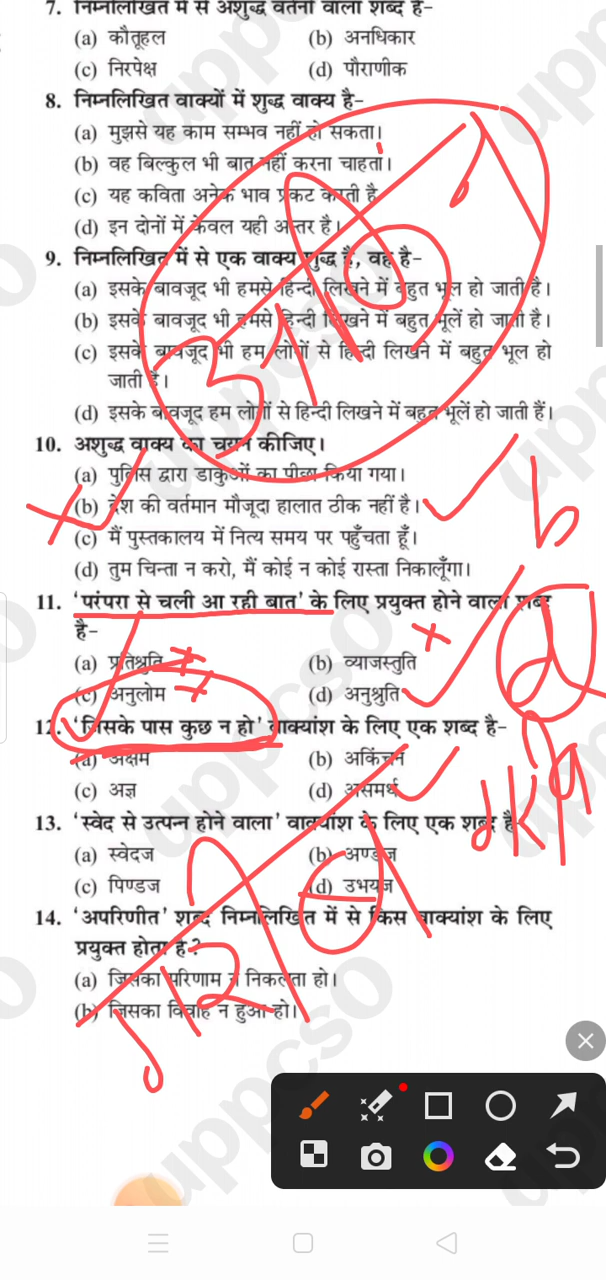 7. निम्नलिखित में से अशुद्ध वर्तनी वाला शब्द है–
(a) कौतूहल (b) अनधिकार
(c) निरपेक्ष (d) पौराणीक
8. निम्नलिखित वाक्यों में शुद्ध वाक्य है–
(a) मुझसे यह काम सम्भव नहीं हो सकता।
(b) वह बिल्कुल भी बात नहीं करना चाहता।
(c) यह कविता अनेक भाव प्रकट करती है
(d) इन दोनों में केवल यही अन्तर है।
9. निम्नलिखित में से एक वाक्य शुद्ध है, वह है–
(a) इसके बावजूद भी हमसे हिन्दी लिखने में बहुत भूल हो जाती है।
(b) इसके बावजूद भी हमसे हिन्दी लिखने में बहुत भूलें हो जाती है।
(c) इसके बावजूद भी हम लोगों से हिन्दी लिखने में बहुत भूल हो
जाती है।
(d) इसके बावजूद हम लोगों से हिन्दी लिखने में बहुत भूलें हो जाती हैं।
10. अशुद्ध वाक्य का चयन कीजिए।
(a) पुलिस द्वारा डाकुओं का पीछा किया गया।
(b) देश की वर्तमान मौजूदा हालात ठीक नहीं है।
b
(c) मैं पुस्तकालय में नित्य समय पर पहुँचता हूँ।
(d) तुम चिन्ता न करो, मैं कोई न कोई रास्ता निकालूँगा।
11. 'परंपरा से चली आ रही बात' के लिए प्रयुक्त होने वाला शब्द
है–
(a) प्रतिश्रुति (b) व्याजस्तुति
(c) अनुलोम (d) अनुश्रुति
d
12. 'जिसके पास कुछ न हो' वाक्यांश के लिए एक शब्द है–
(a) अक्षम (b) अकिंचन
(c) अज्ञ (d) असमर्थ
13. 'स्वेद से उत्पन्न होने वाला' वाक्यांश के लिए एक शब्द है
(a) स्वेदज (b) अण्डज
(c) पिण्डज (d) उभयज
14. 'अपरिणीत' शब्द निम्नलिखित में से किस वाक्यांश के लिए
प्रयुक्त होता है?
(a) जिसका परिणाम न निकलता हो।
(b) जिसका विवाह न हुआ हो।
uppcso